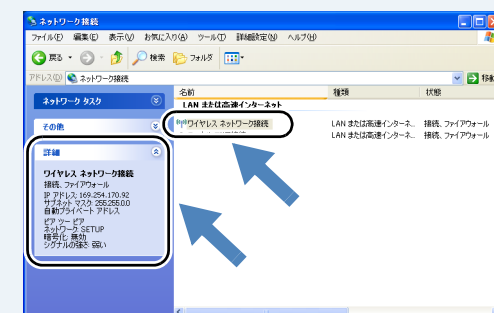 ネットワーク接続
ファイル(F) 編集(E) 表示(V) お気に入り(A) ツール(T) 詳細設定(N) ヘルプ(H)
戻る 検索 フォルダ
アドレス(D) ネットワーク接続 移動
ネットワーク タスク
その他
詳細
ワイヤレス ネットワーク接続
接続、ファイアウォール
IP アドレス: 169.254.170.92
サブネット マスク: 255.255.0.0
自動プライベート アドレス
ピア ツー ピア
ネットワーク: SETUP
暗号化: 無効
シグナルの強さ: 弱い
名前 種類 状態
LAN または高速インターネット
ワイヤレス ネットワーク接続 LAN または高速インターネ... 接続、ファイアウォール
LAN または高速インターネ... 接続、ファイアウォール